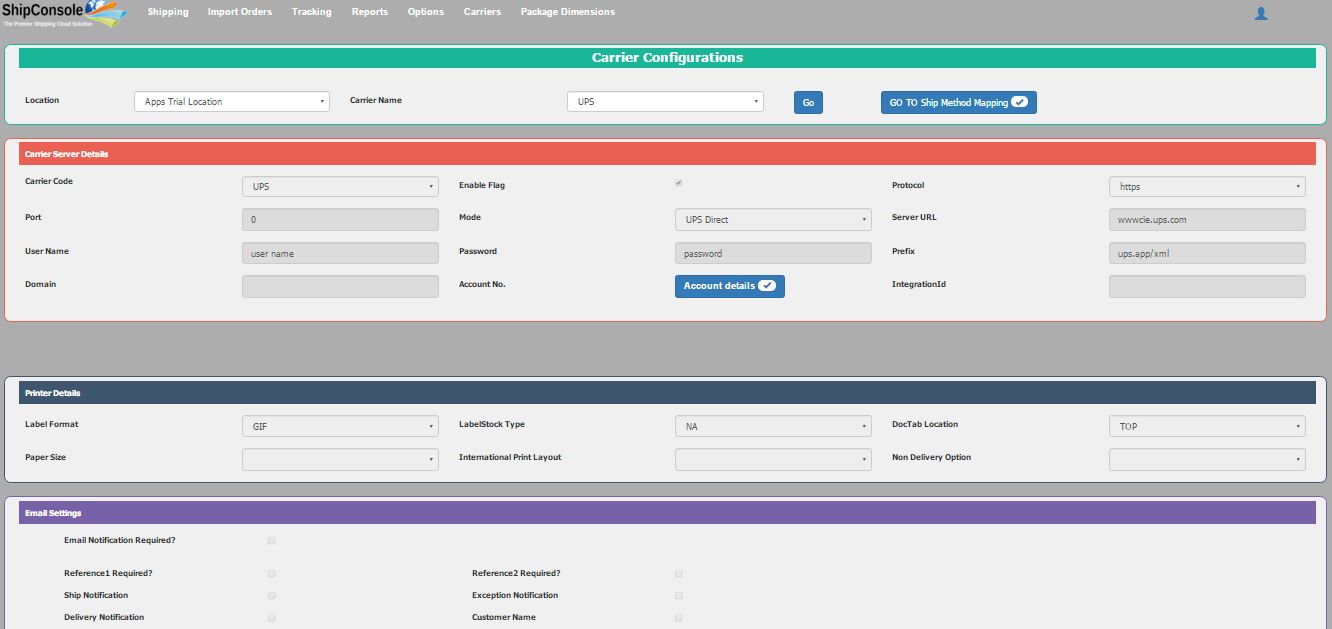 ShipConsole
The Premier Shipping Cloud Solution
Shipping Import Orders Tracking Reports Options Carriers Package Dimensions
Carrier Configurations
Location Apps Trial Location Carrier Name UPS Go GO TO Ship Method Mapping
Carrier Server Details
Carrier Code UPS Enable Flag Protocol https
Port 0 Mode UPS Direct Server URL wwwcie.ups.com
User Name user name Password password Prefix ups.app/xml
Domain Account No. Account details IntegrationId
Printer Details
Label Format GIF LabelStock Type NA DocTab Location TOP
Paper Size International Print Layout Non Delivery Option
Email Settings
Email Notification Required?
Reference1 Required? Reference2 Required?
Ship Notification Exception Notification
Delivery Notification Customer Name